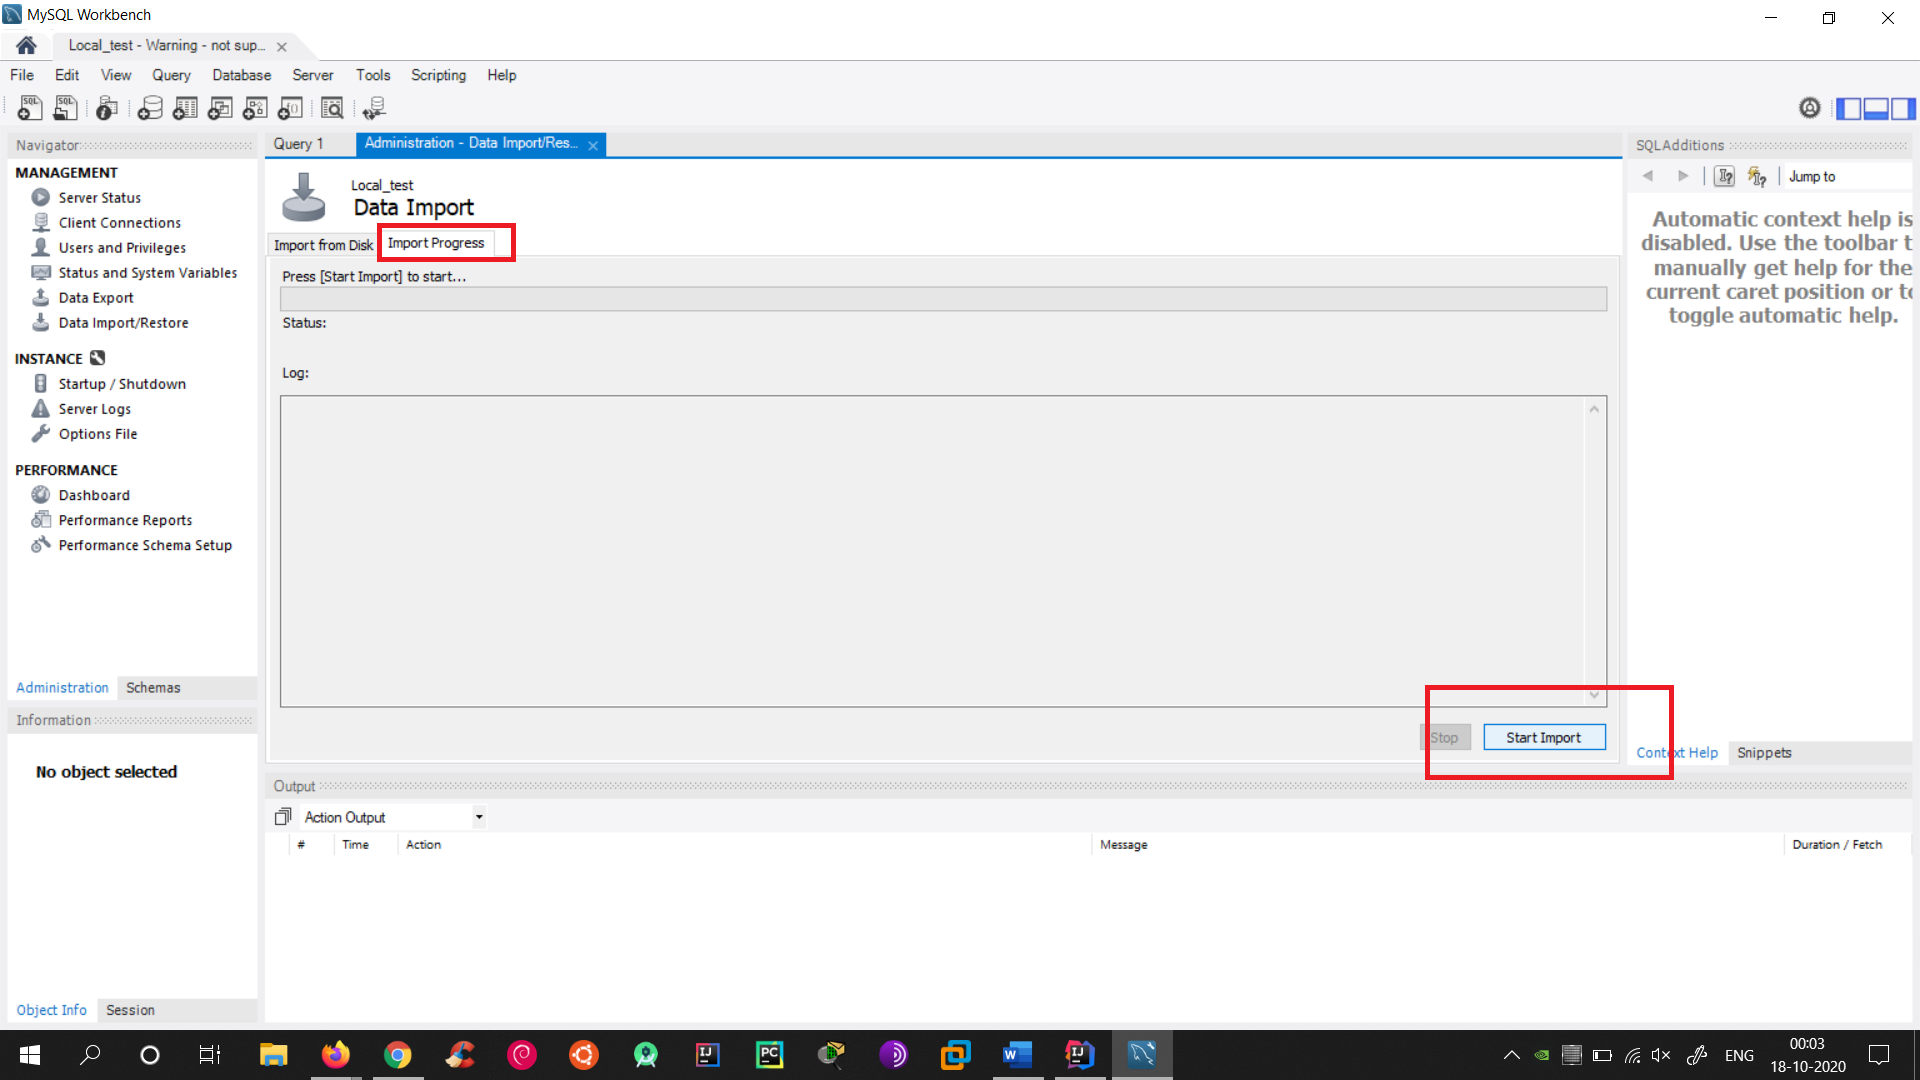 MySQL Workbench
Local_test - Warning - not sup...
File Edit View Query Database Server Tools Scripting Help
SQL SQL
Navigator
MANAGEMENT
Server Status
Client Connections
Users and Privileges
Status and System Variables
Data Export
Data Import/Restore
INSTANCE
Startup / Shutdown
Server Logs
Options File
PERFORMANCE
Dashboard
Performance Reports
Performance Schema Setup
Administration Schemas
Information
No object selected
Object Info Session
Query 1 Administration - Data Import/Res...
Local_test
Data Import
Import from Disk Import Progress
Press [Start Import] to start...
Status:
Log:
Stop Start Import
SQLAdditions
Jump to
Automatic context help is
disabled. Use the toolbar t
manually get help for the
current caret position or to
toggle automatic help.
Context Help Snippets
Output
Action Output
# Time Action Message Duration / Fetch
IJ PC W IJ
ENG
00:03
18-10-2020